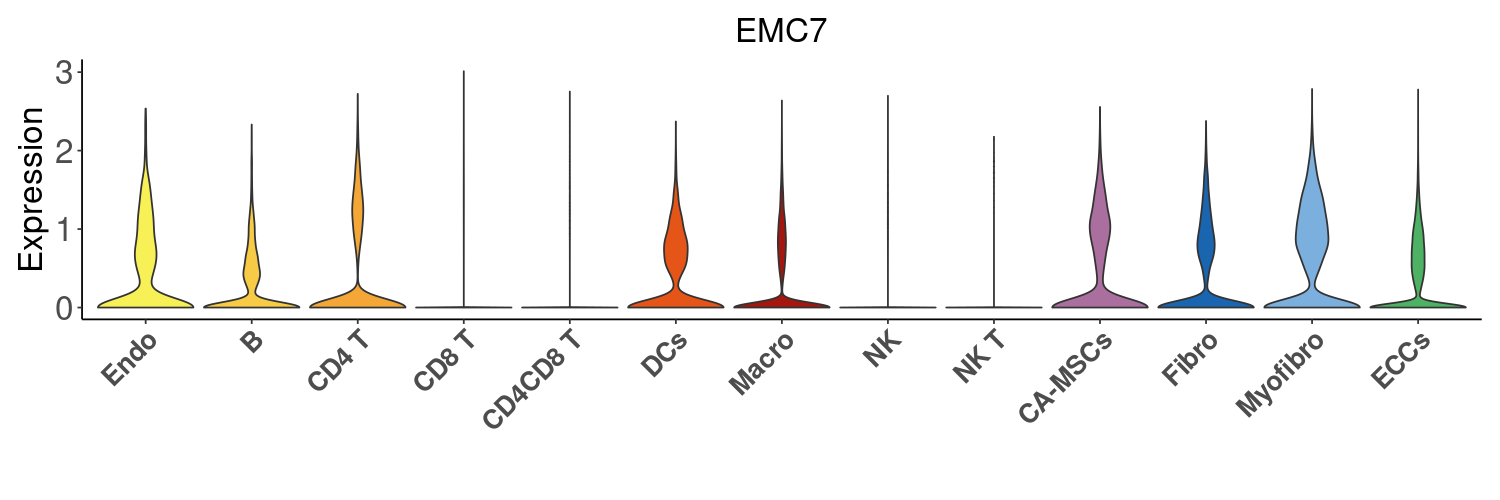 EMC7
Expression
3
2
1
0
Endo
B
CD4 T
CD8 T
CD4CD8 T
DCs
Macro
NK
NK T
CA-MSCs
Fibro
Myofibro
ECCs